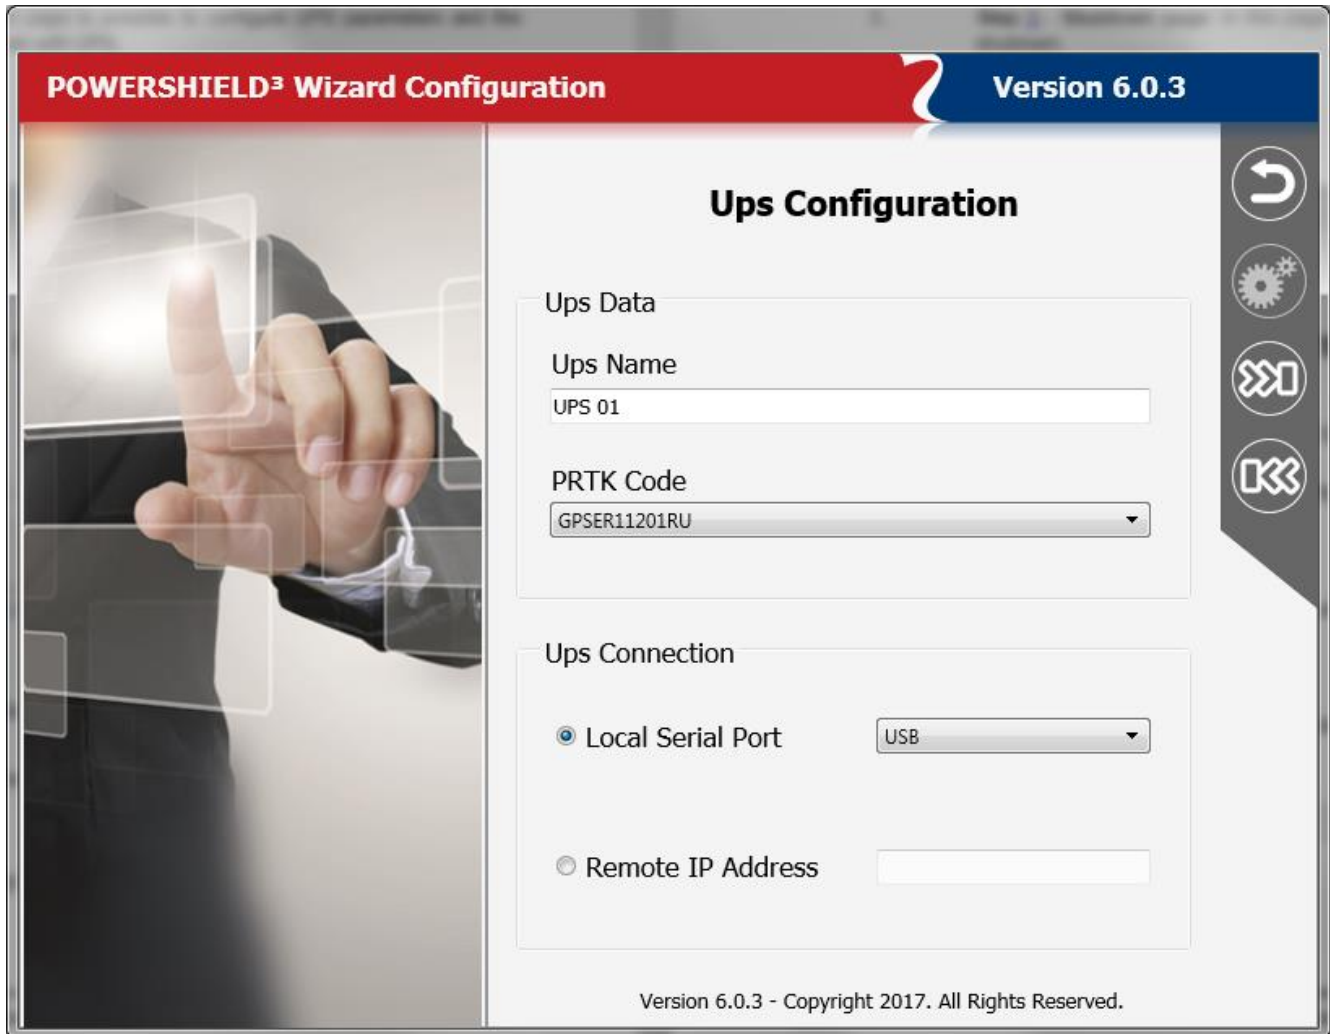 POWERSHIELD³ Wizard Configuration
Version 6.0.3
Ups Configuration
Ups Data
Ups Name
UPS 01
PRTK Code
GPSER11201RU
Ups Connection
Local Serial Port
USB
Remote IP Address
Version 6.0.3 - Copyright 2017. All Rights Reserved.